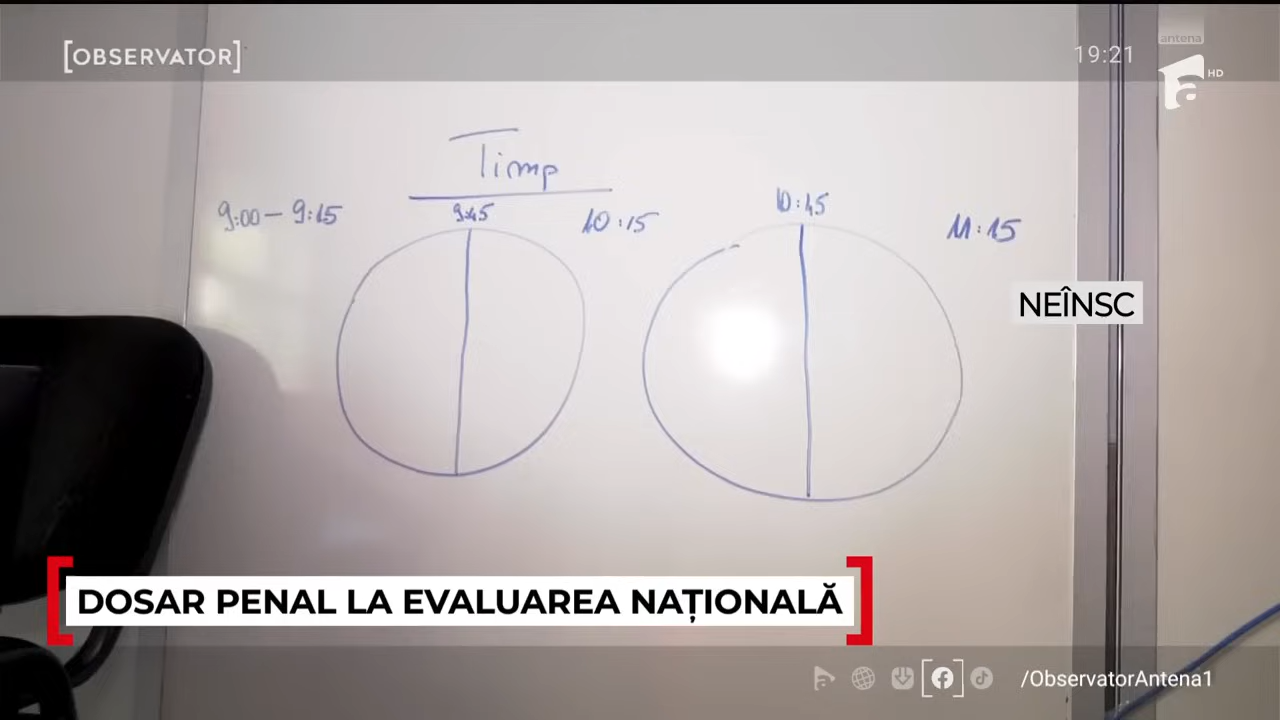 [OBSERVATOR]
19:21
antena
HD
Timp
9:00 – 9:15
9:45
10:15
10:45
11:15
NEÎNSC
DOSAR PENAL LA EVALUAREA NAȚIONALĂ
/ObservatorAntena1